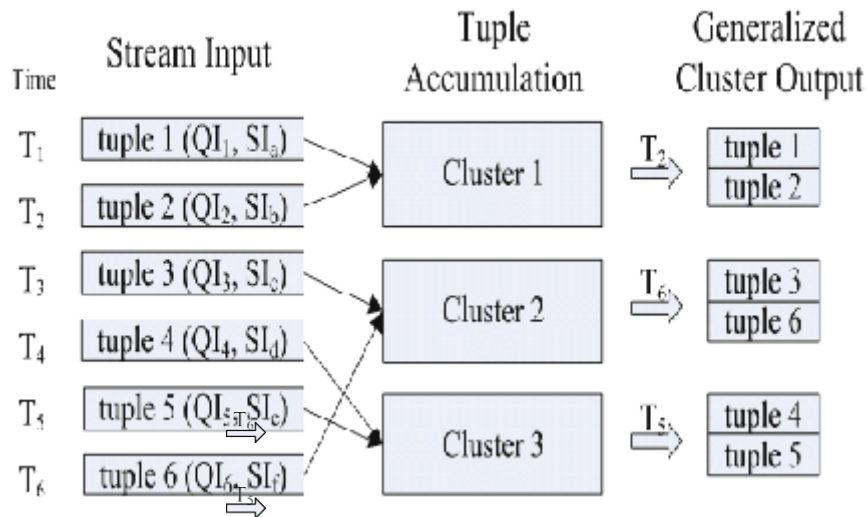 Time
Stream Input
Tuple
Accumulation
Generalized
Cluster Output
T1
tuple 1 (QI1, SIa)
T2
tuple 2 (QI2, SIb)
Cluster 1
T2
tuple 1
tuple 2
T3
tuple 3 (QI3, SIc)
T4
tuple 4 (QI4, SId)
Cluster 2
T6
tuple 3
tuple 6
T5
tuple 5 (QI5, SIe)
T6
T6
tuple 6 (QI6, SIf)
T5
Cluster 3
T5
tuple 4
tuple 5